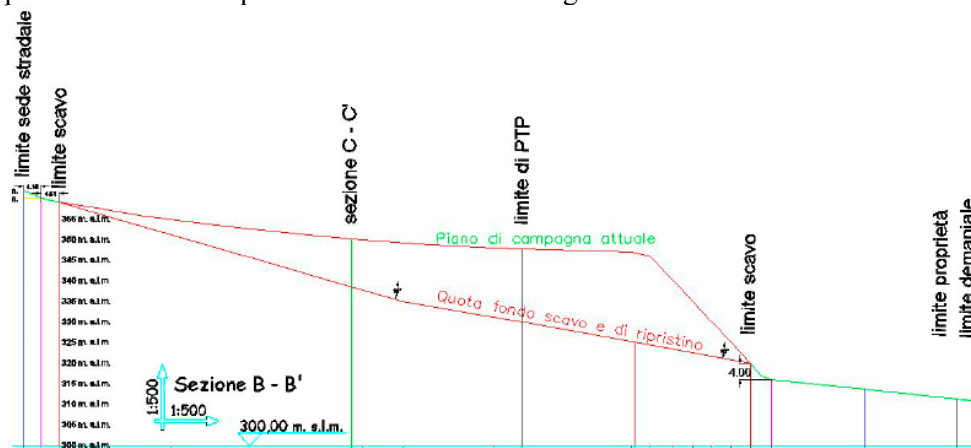 limite sede stradale
limite scavo
sezione C - C'
limite di PTP
limite scavo
limite proprietà
limite demaniale
Piano di campagna attuale
Quota fondo scavo e di ripristino
4.00
355 m. s.l.m.
350 m. s.l.m.
345 m. s.l.m.
340 m. s.l.m.
335 m. s.l.m.
330 m. s.l.m.
325 m. s.l.m.
320 m. s.l.m.
315 m. s.l.m.
310 m. s.l.m.
305 m. s.l.m.
300 m. s.l.m.
Sezione B - B'
1:500
1:500
300,00 m. s.l.m.